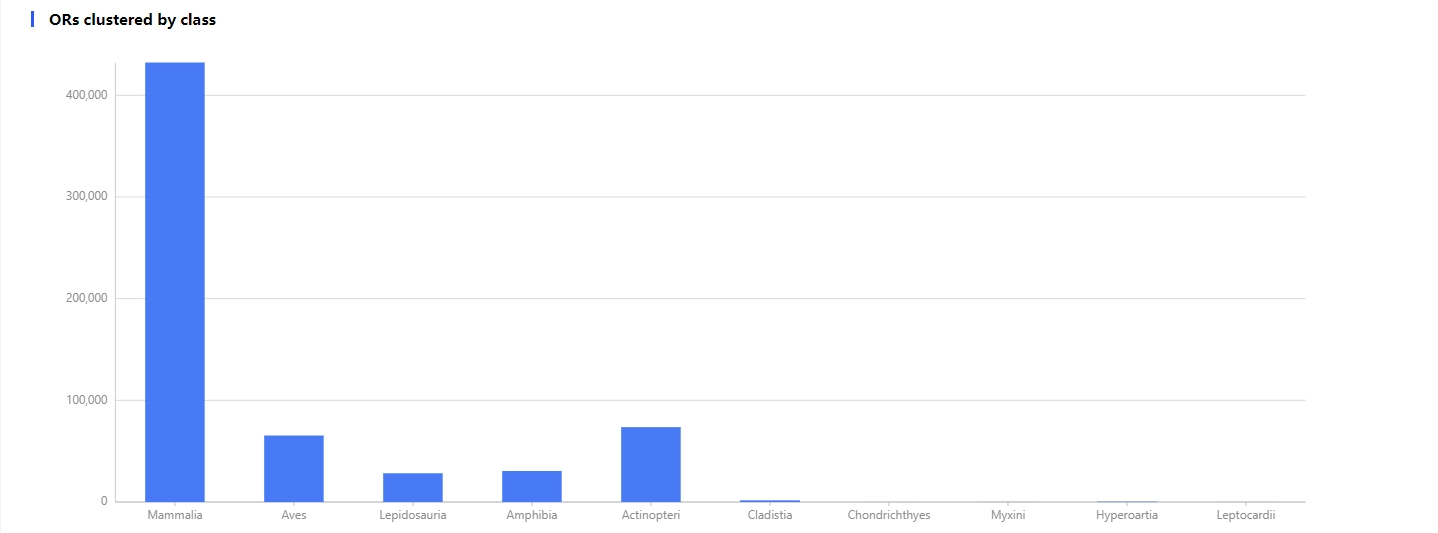 ORs clustered by class
400,000
300,000
200,000
100,000
0
Mammalia Aves Lepidosauria Amphibia Actinopteri Cladistia Chondrichthyes Myxini Hyperoartia Leptocardii